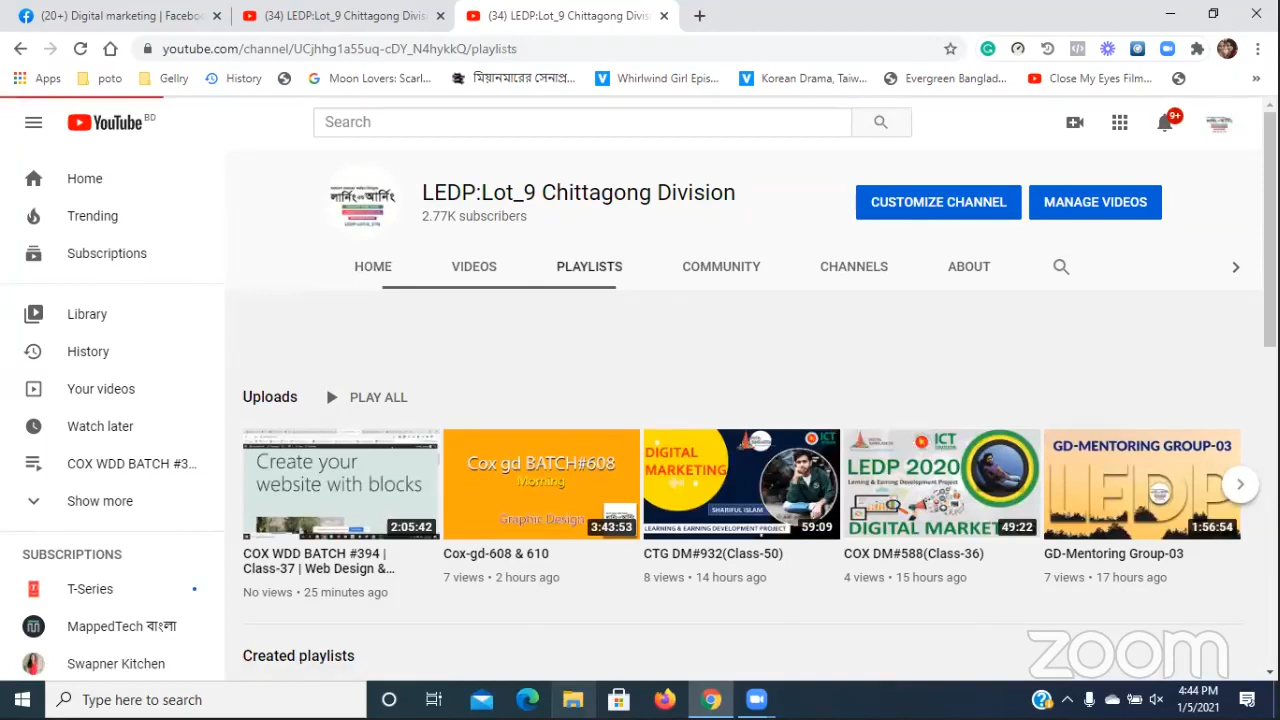 (20+) Digital marketing | Faceboo
(34) LEDP:Lot_9 Chittagong Divis
(34) LEDP:Lot_9 Chittagong Divis
youtube.com/channel/UCjhhg1a55uq-cDY_N4hykkQ/playlists
Apps
poto
Gellry
History
Moon Lovers: Scarl...
মিয়ানমারের সেনাপ্র...
Whirlwind Girl Epis...
Korean Drama, Taiw...
Evergreen Banglad...
Close My Eyes Film...
YouTube BD
Search
9+
Home
Trending
Subscriptions
Library
History
Your videos
Watch later
COX WDD BATCH #3...
Show more
SUBSCRIPTIONS
T-Series
MappedTech বাংলা
Swapner Kitchen
লার্নিং এন্ড আর্নিং
LEDP:Lot_9 Chittagong Division
2.77K subscribers
CUSTOMIZE CHANNEL
MANAGE VIDEOS
HOME
VIDEOS
PLAYLISTS
COMMUNITY
CHANNELS
ABOUT
Uploads
PLAY ALL
Create your
website with blocks
2:05:42
COX WDD BATCH #394 |
Class-37 | Web Design &...
No views • 25 minutes ago
Cox gd BATCH#608
Morning
Graphic Design
3:43:53
Cox-gd-608 & 610
7 views • 2 hours ago
DIGITAL
MARKETING
ICT
SHARIFUL ISLAM
LEARNING & EARNING DEVELOPMENT PROJECT
59:09
CTG DM#932(Class-50)
8 views • 14 hours ago
ICT
LEDP 2020
Lerning & Earning Development Project
DIGITAL MARKET
49:22
COX DM#588(Class-36)
4 views • 15 hours ago
GD-MENTORING GROUP-03
LEDP
1:56:54
GD-Mentoring Group-03
7 views • 17 hours ago
Created playlists
zoom
Type here to search
4:44 PM
1/5/2021